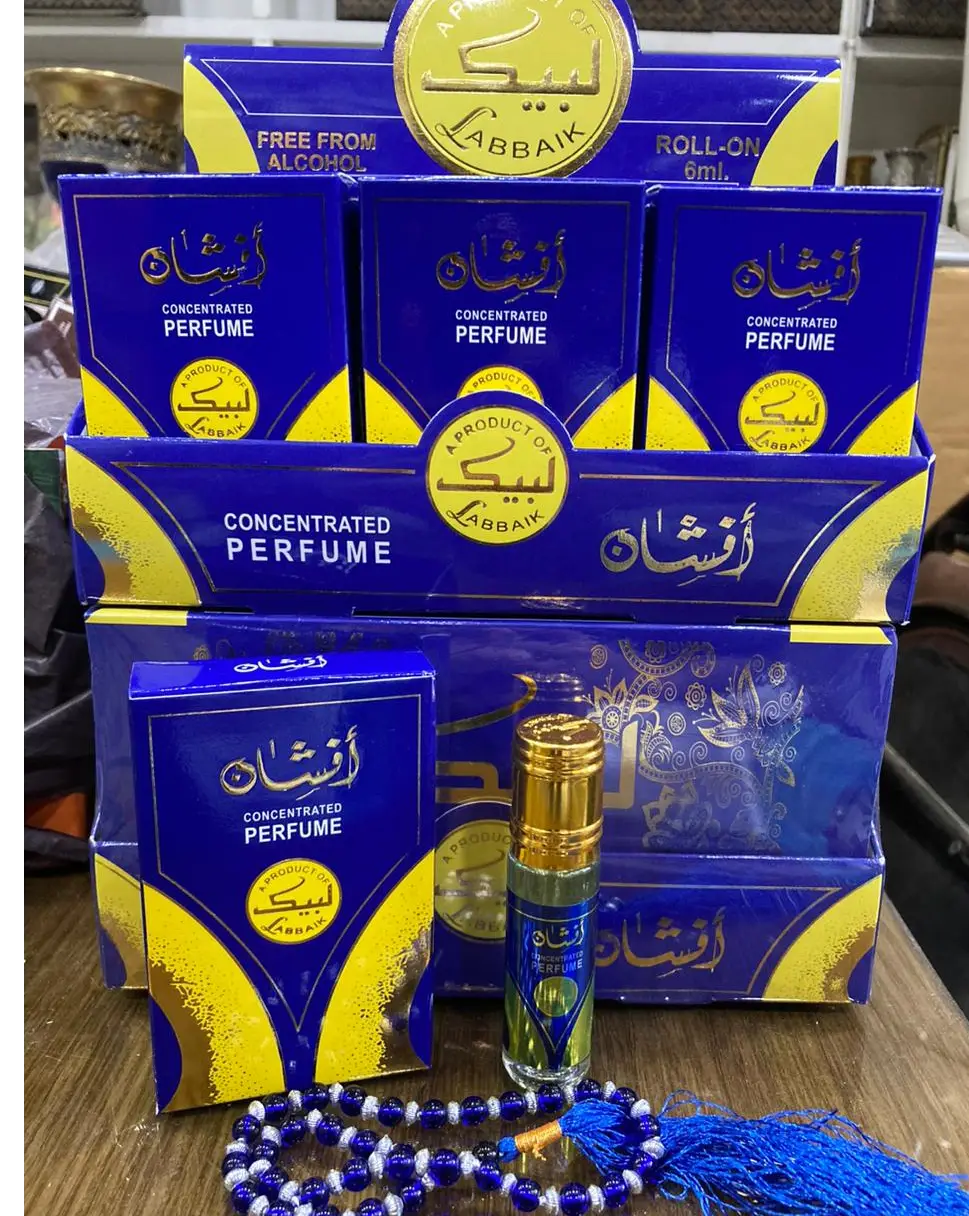 A PRODUCT OF
لبيك
LABBAIK
FREE FROM
ALCOHOL
ROLL-ON
6ml.
أفشان
CONCENTRATED
PERFUME
A PRODUCT OF
لبيك
LABBAIK
أفشان
CONCENTRATED
PERFUME
A PRODUCT OF
أفشان
CONCENTRATED
PERFUME
A PRODUCT OF
لبيك
LABBAIK
A PRODUCT OF
لبيك
LABBAIK
CONCENTRATED
PERFUME
أفشان
أفشان
أفشان
CONCENTRATED
PERFUME
A PRODUCT OF
لبيك
LABBAIK
A PRODUCT
أفشان
أفشان
CONCENTRATED
PERFUME